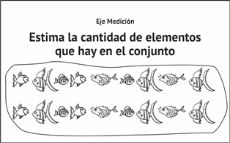 Eje Medición
Estima la cantidad de elementos
que hay en el conjunto